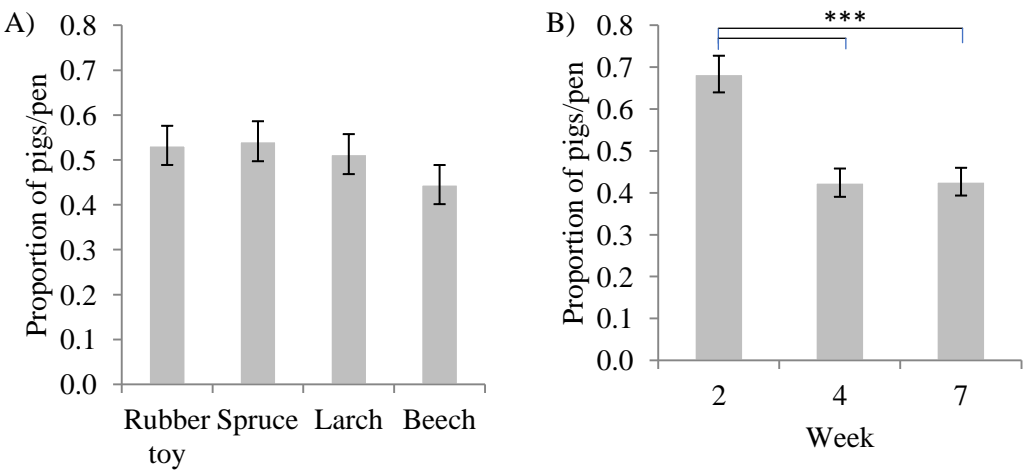 A)
Proportion of pigs/pen
0.8
0.7
0.6
0.5
0.4
0.3
0.2
0.1
0.0
Rubber toy
Spruce
Larch
Beech
B)
***
Proportion of pigs/pen
0.8
0.7
0.6
0.5
0.4
0.3
0.2
0.1
0.0
2
4
7
Week